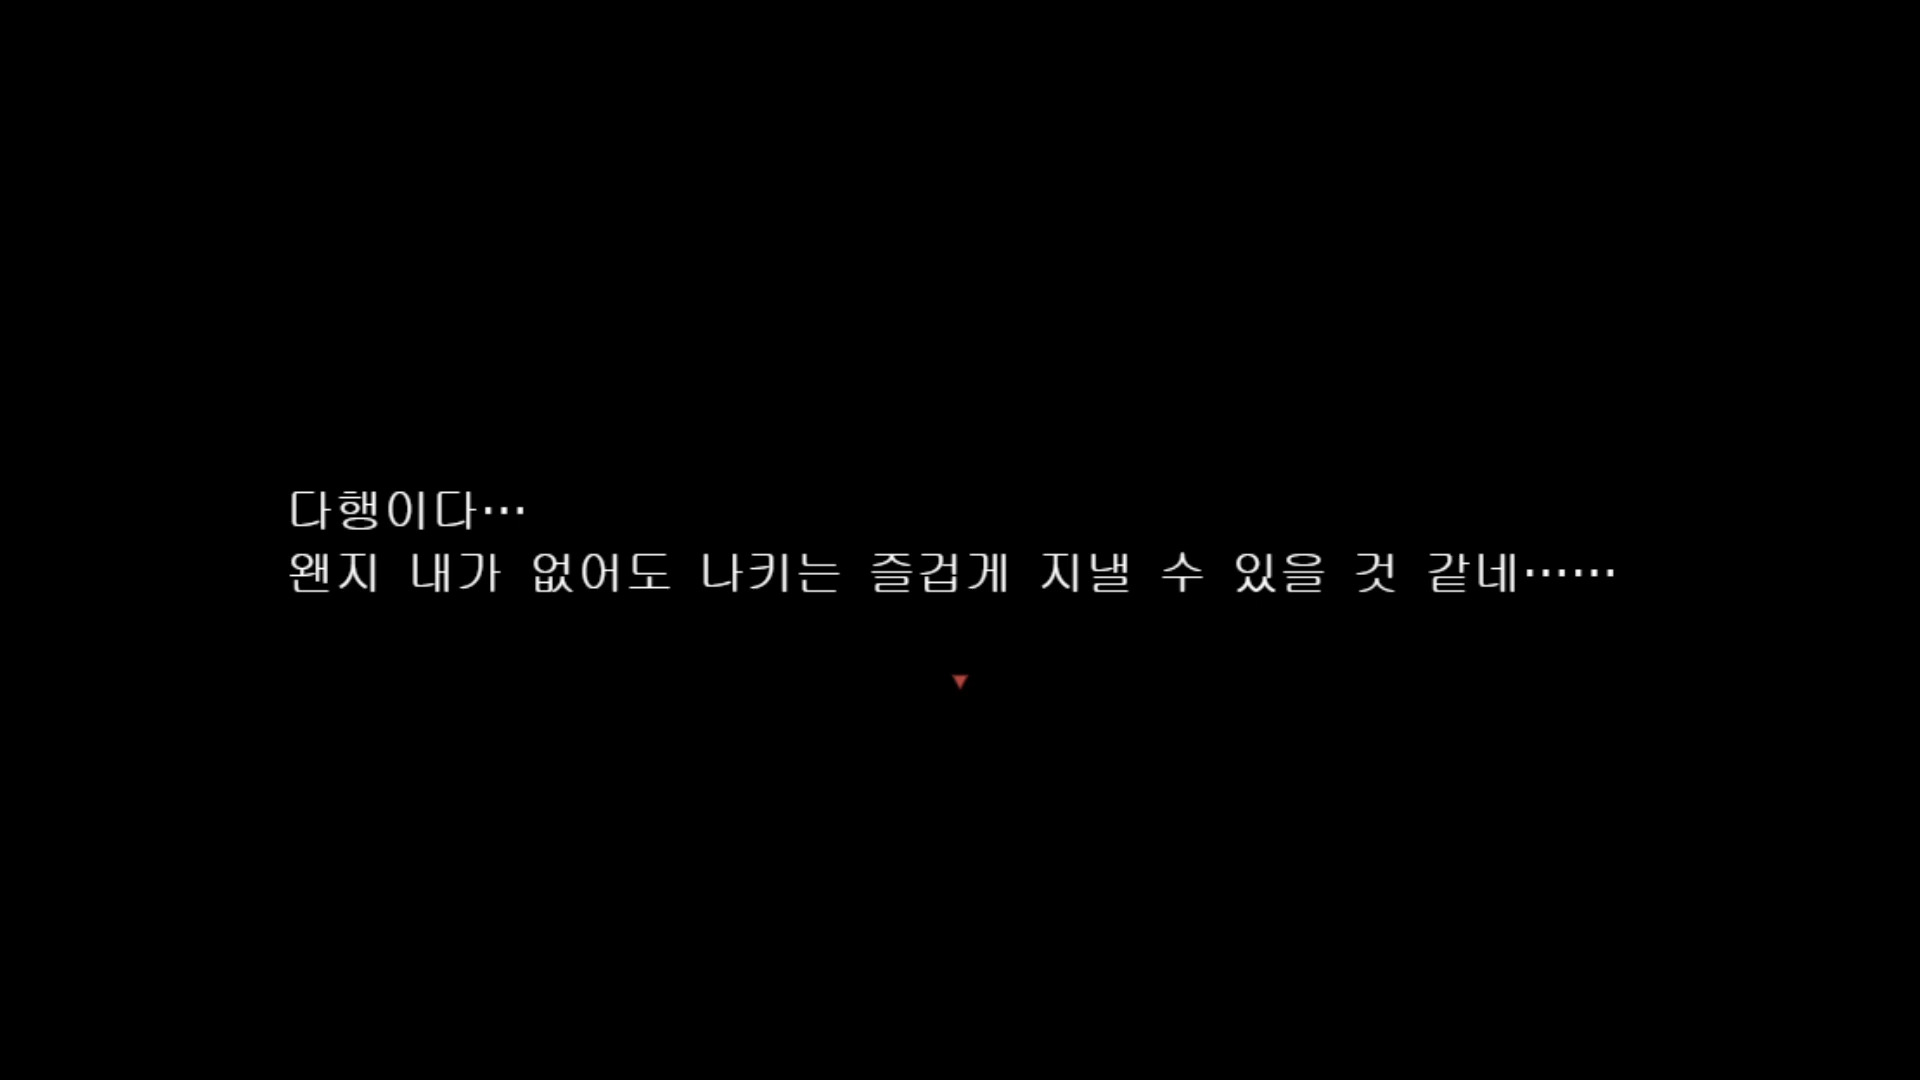 다행이다…
왠지 내가 없어도 나키는 즐겁게 지낼 수 있을 것 같네……